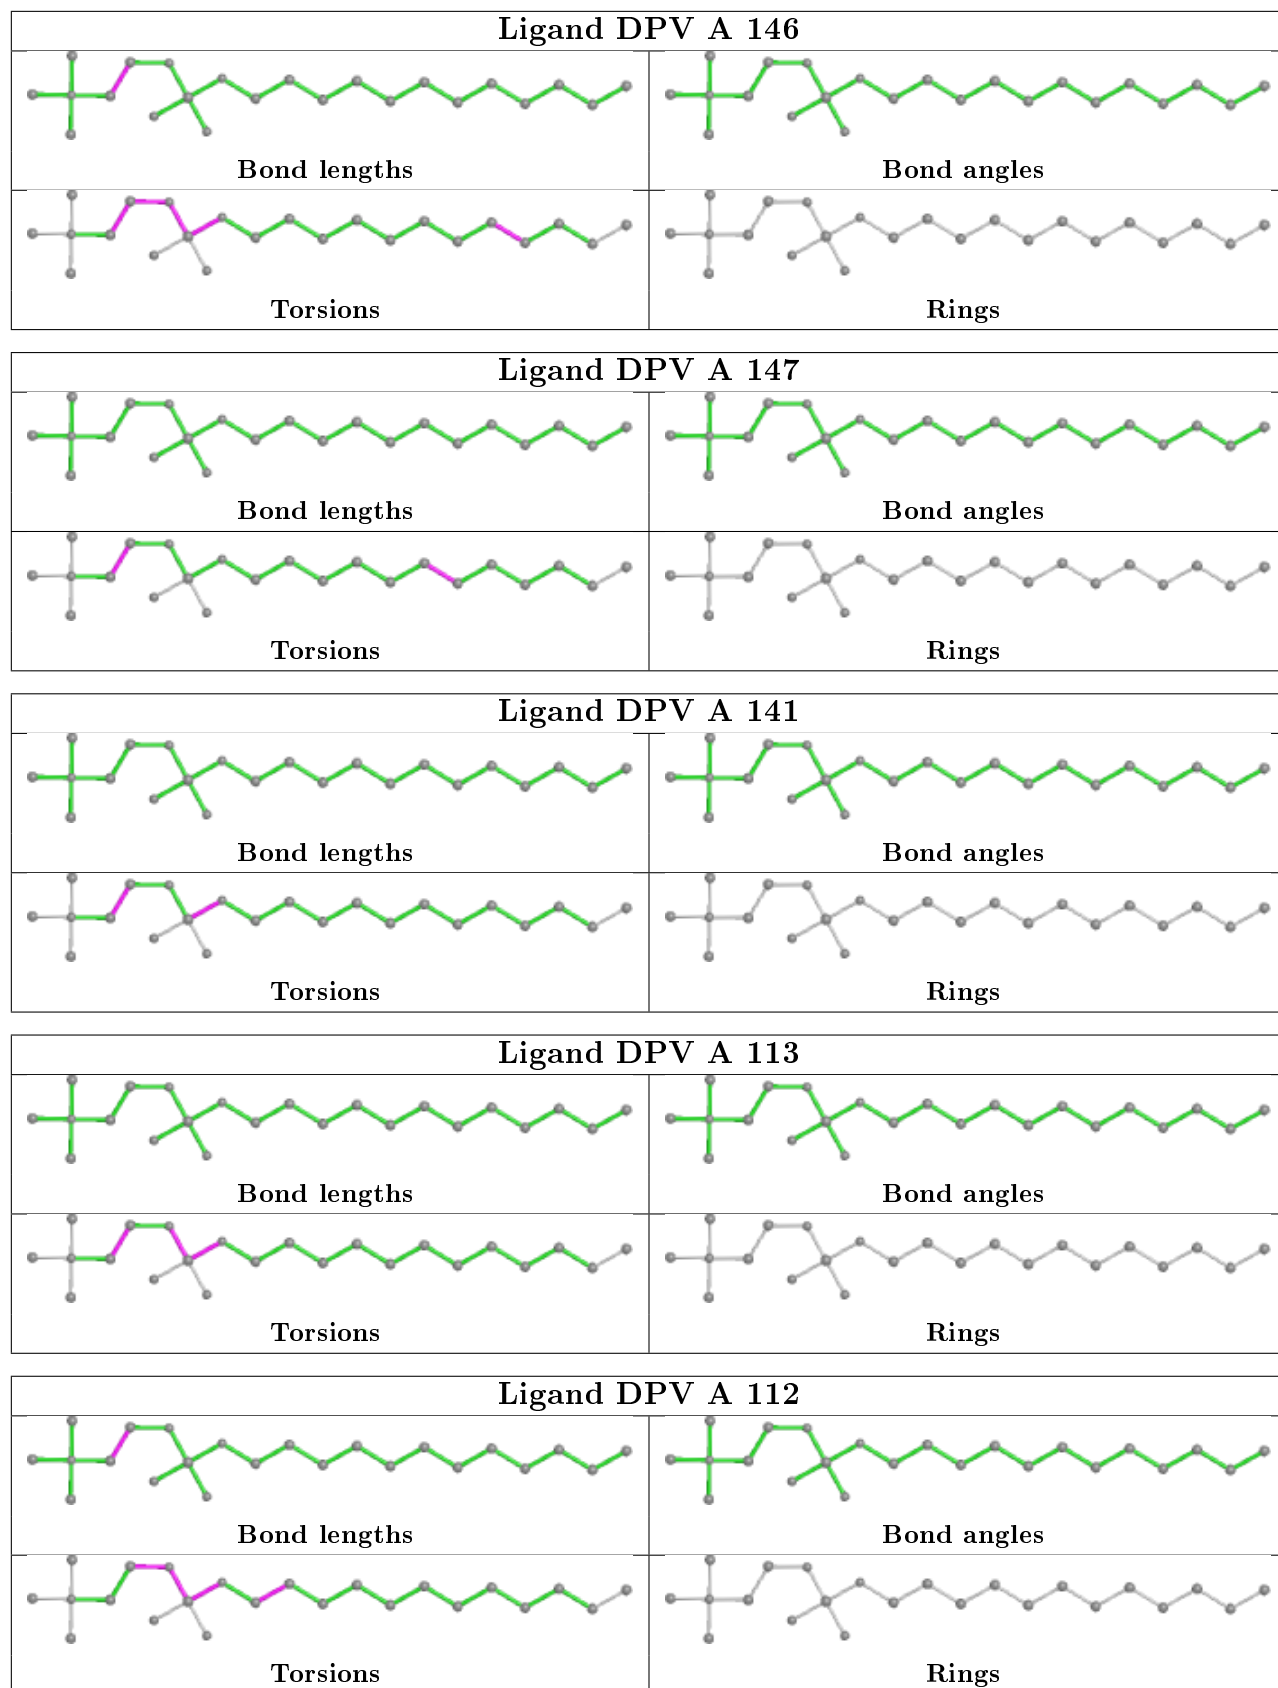 Ligand DPV A 146
Bond lengths
Bond angles
Torsions
Rings
Ligand DPV A 147
Bond lengths
Bond angles
Torsions
Rings
Ligand DPV A 141
Bond lengths
Bond angles
Torsions
Rings
Ligand DPV A 113
Bond lengths
Bond angles
Torsions
Rings
Ligand DPV A 112
Bond lengths
Bond angles
Torsions
Rings